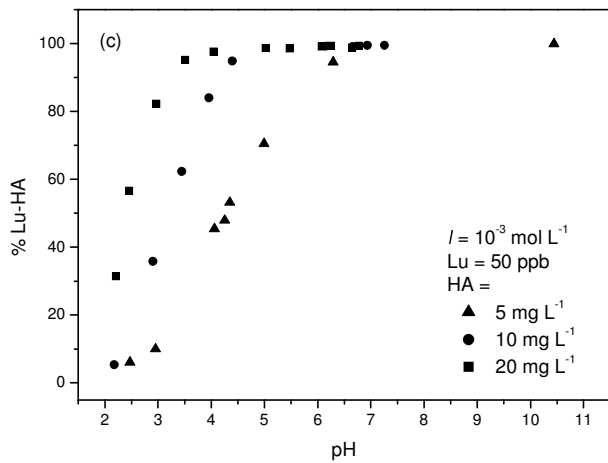 (c)
100
80
60
40
20
0
% Lu-HA
I = 10⁻³ mol L⁻¹
Lu = 50 ppb
HA =
5 mg L⁻¹
10 mg L⁻¹
20 mg L⁻¹
2 3 4 5 6 7 8 9 10 11
pH